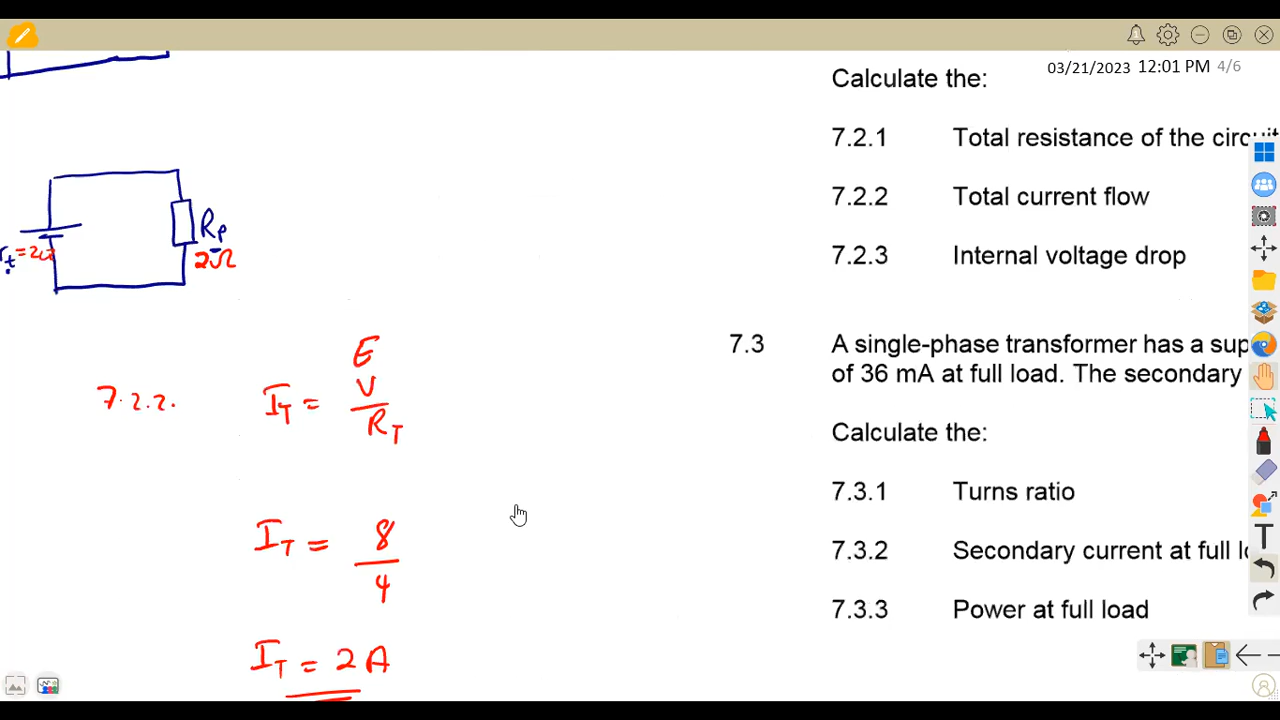 03/21/2023 12:01 PM 4/6
Calculate the:
7.2.1 Total resistance of the circuit
7.2.2 Total current flow
7.2.3 Internal voltage drop
Rp
2Ω
rt = 2Ω
7.3 A single-phase transformer has a sup
of 36 mA at full load. The secondary
Calculate the:
7.3.1 Turns ratio
7.3.2 Secondary current at full lo
7.3.3 Power at full load
E
7.2.2. IT = V/RT
IT = 8/4
IT = 2A
T